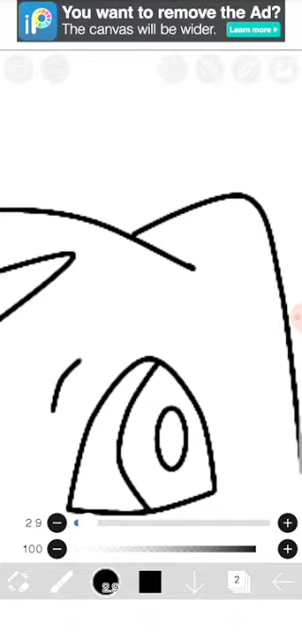 You want to remove the Ad?
iP
The canvas will be wider.
Learn more
2.9
100
2.9
2